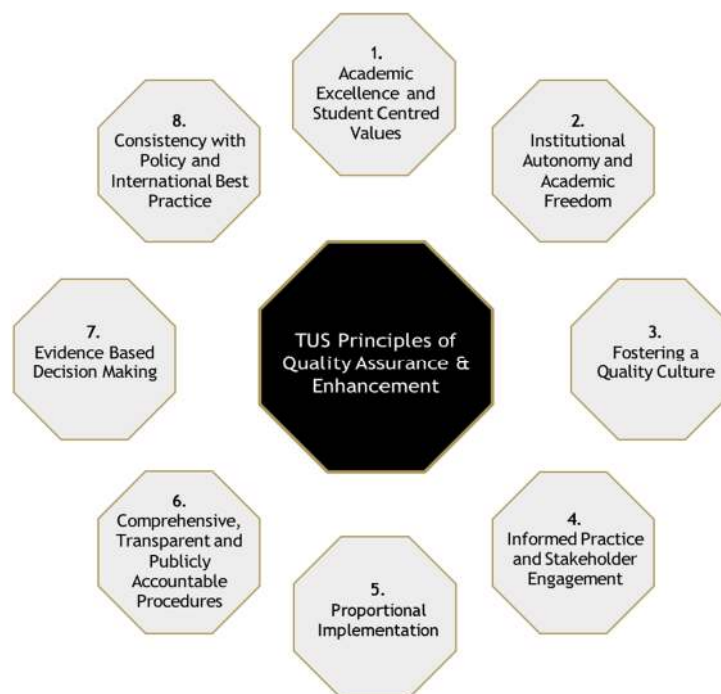 1.
Academic
Excellence and
Student Centred
Values
2.
Institutional
Autonomy and
Academic
Freedom
3.
Fostering a
Quality Culture
4.
Informed Practice
and Stakeholder
Engagement
5.
Proportional
Implementation
6.
Comprehensive,
Transparent and
Publicly
Accountable
Procedures
7.
Evidence Based
Decision Making
8.
Consistency with
Policy and
International Best
Practice
TUS Principles of
Quality Assurance &
Enhancement